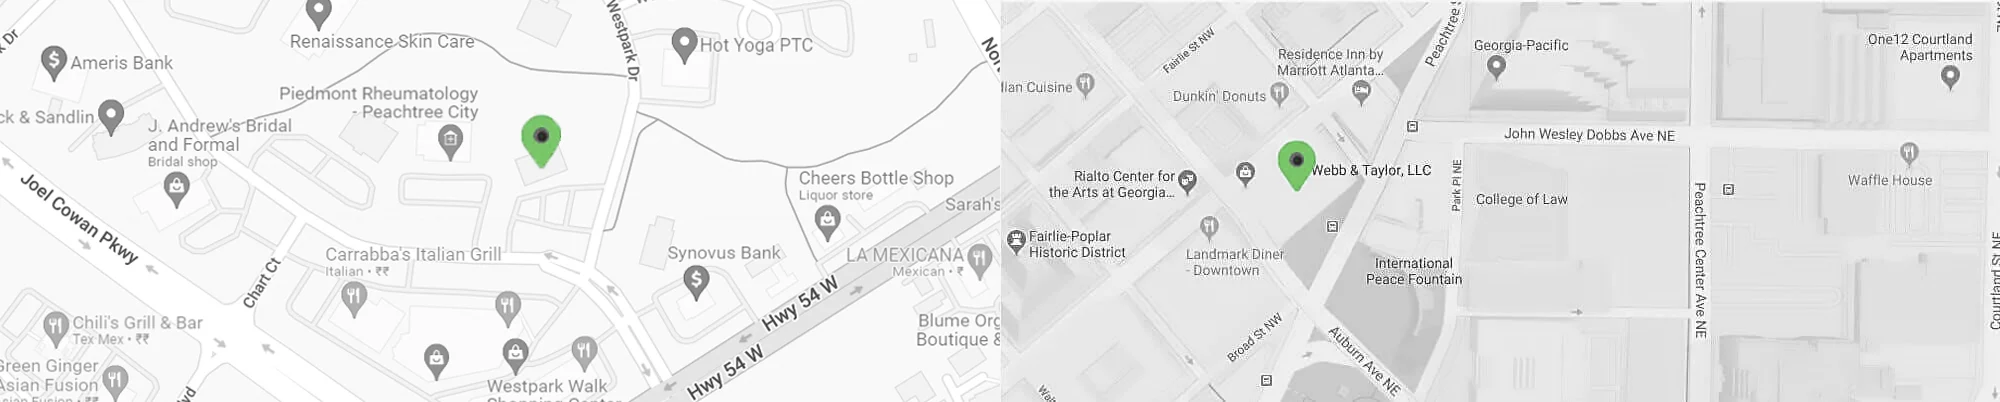 Renaissance Skin Care
Ameris Bank
Westpark Dr
Hot Yoga PTC
Piedmont Rheumatology
- Peachtree City
ck & Sandlin
J. Andrew's Bridal
and Formal
Bridal shop
Joel Cowan Pkwy
Cheers Bottle Shop
Liquor store
Sarah's
Carrabba's Italian Grill
Italian • ₹₹
Synovus Bank
LA MEXICANA
Mexican • ₹
Chart Ct
Hwy 54 W
Chili's Grill & Bar
Tex Mex • ₹₹
Blume Org
Boutique &
Green Ginger
Asian Fusion
Hwy 54 W
Westpark Walk
Peachtree S
Fairlie St NW
Residence Inn by
Marriott Atlanta...
Georgia-Pacific
One12 Courtland
Apartments
lian Cuisine
Dunkin' Donuts
John Wesley Dobbs Ave NE
Rialto Center for
the Arts at Georgia...
Webb & Taylor, LLC
Park Pl NE
College of Law
Waffle House
Peachtree Center Ave NE
Fairlie-Poplar
Historic District
Landmark Diner
- Downtown
International
Peace Fountain
Courtland St NE
Broad St NW
Auburn Ave NE